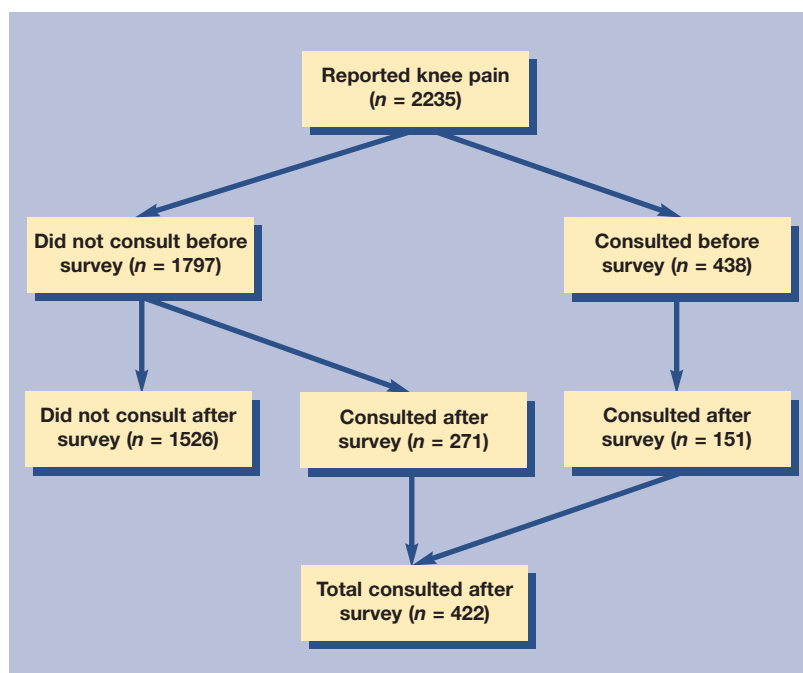 Reported knee pain
(n = 2235)
Did not consult before
survey (n = 1797)
Consulted before
survey (n = 438)
Did not consult after
survey (n = 1526)
Consulted after
survey (n = 271)
Consulted after
survey (n = 151)
Total consulted after
survey (n = 422)